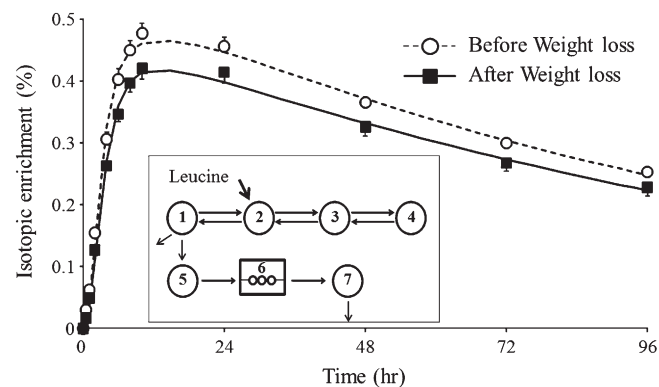 0.5
Before Weight loss
After Weight loss
0.4
0.3
0.2
0.1
0
Isotopic enrichment (%)
Leucine
1 2 3 4
5 6 7
0 24 48 72 96
Time (hr)